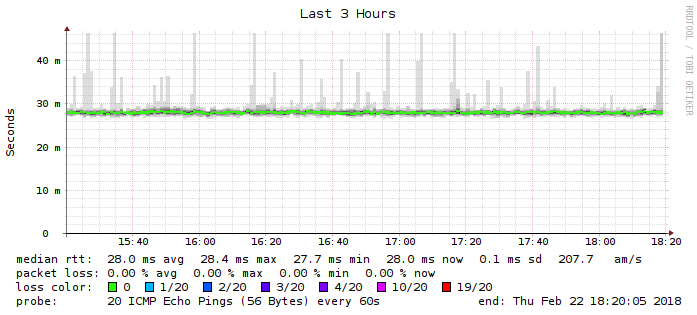 Last 3 Hours
RRDTOOL / TOBI OETIKER
Seconds
40 m
30 m
20 m
10 m
0
15:40 16:00 16:20 16:40 17:00 17:20 17:40 18:00 18:20
median rtt: 28.0 ms avg 28.4 ms max 27.7 ms min 28.0 ms now 0.1 ms sd 207.7 am/s
packet loss: 0.00 % avg 0.00 % max 0.00 % min 0.00 % now
loss color: 0 1/20 2/20 3/20 4/20 10/20 19/20
probe: 20 ICMP Echo Pings (56 Bytes) every 60s end: Thu Feb 22 18:20:05 2018